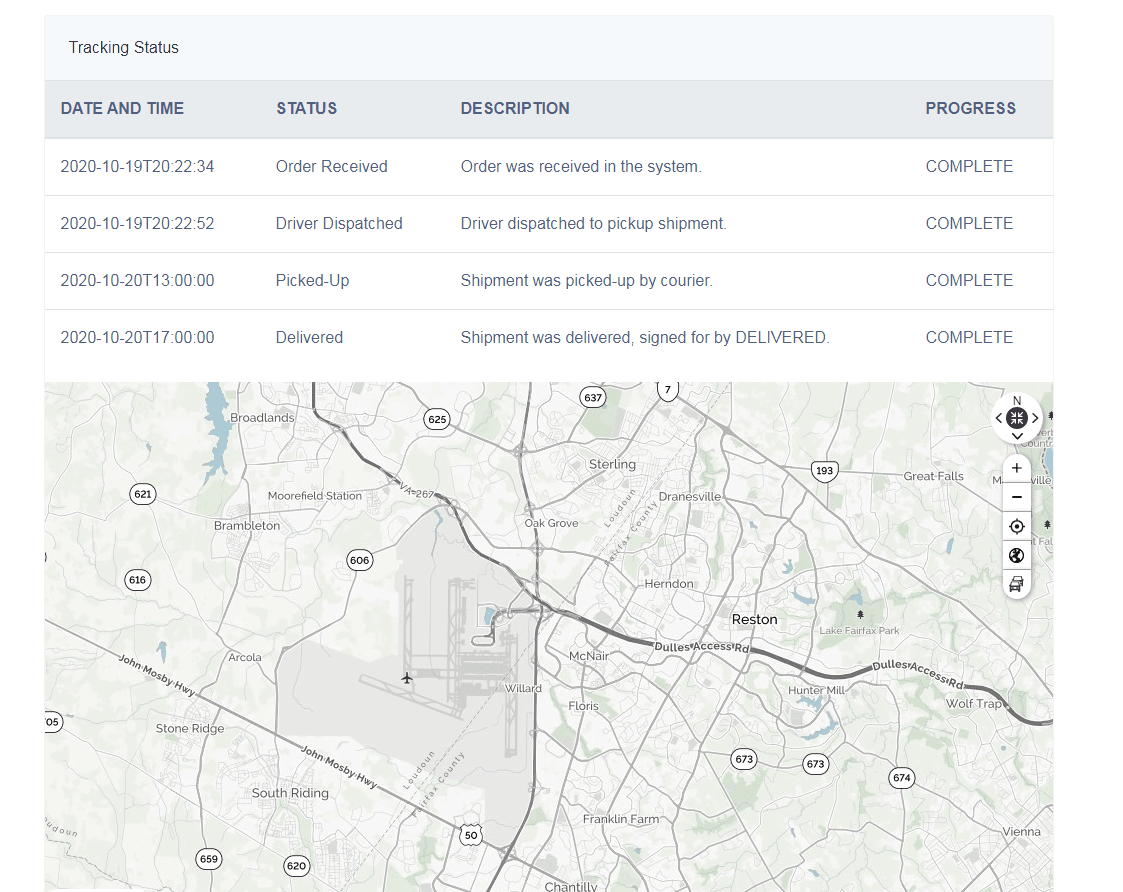 Tracking Status
DATE AND TIME STATUS DESCRIPTION PROGRESS
2020-10-19T20:22:34 Order Received Order was received in the system. COMPLETE
2020-10-19T20:22:52 Driver Dispatched Driver dispatched to pickup shipment. COMPLETE
2020-10-20T13:00:00 Picked-Up Shipment was picked-up by courier. COMPLETE
2020-10-20T17:00:00 Delivered Shipment was delivered, signed for by DELIVERED. COMPLETE
637
7
N
Broadlands
625
Sterling
193
Great Falls
621
Moorefield Station
VA-267
Dranesville
Loudoun
Fairfax County
Brambleton
Oak Grove
606
616
Herndon
Reston
Lake Fairfax Park
John Mosby Hwy
Arcola
McNair
Dulles Access Rd
Dulles Access Rd
Hunter Mill
Willard
Floris
Wolf Trap
05
Stone Ridge
John Mosby Hwy
673
673
674
Loudoun
Fairfax County
South Riding
Franklin Farm
50
Vienna
oudoun
659
620
Chantilly